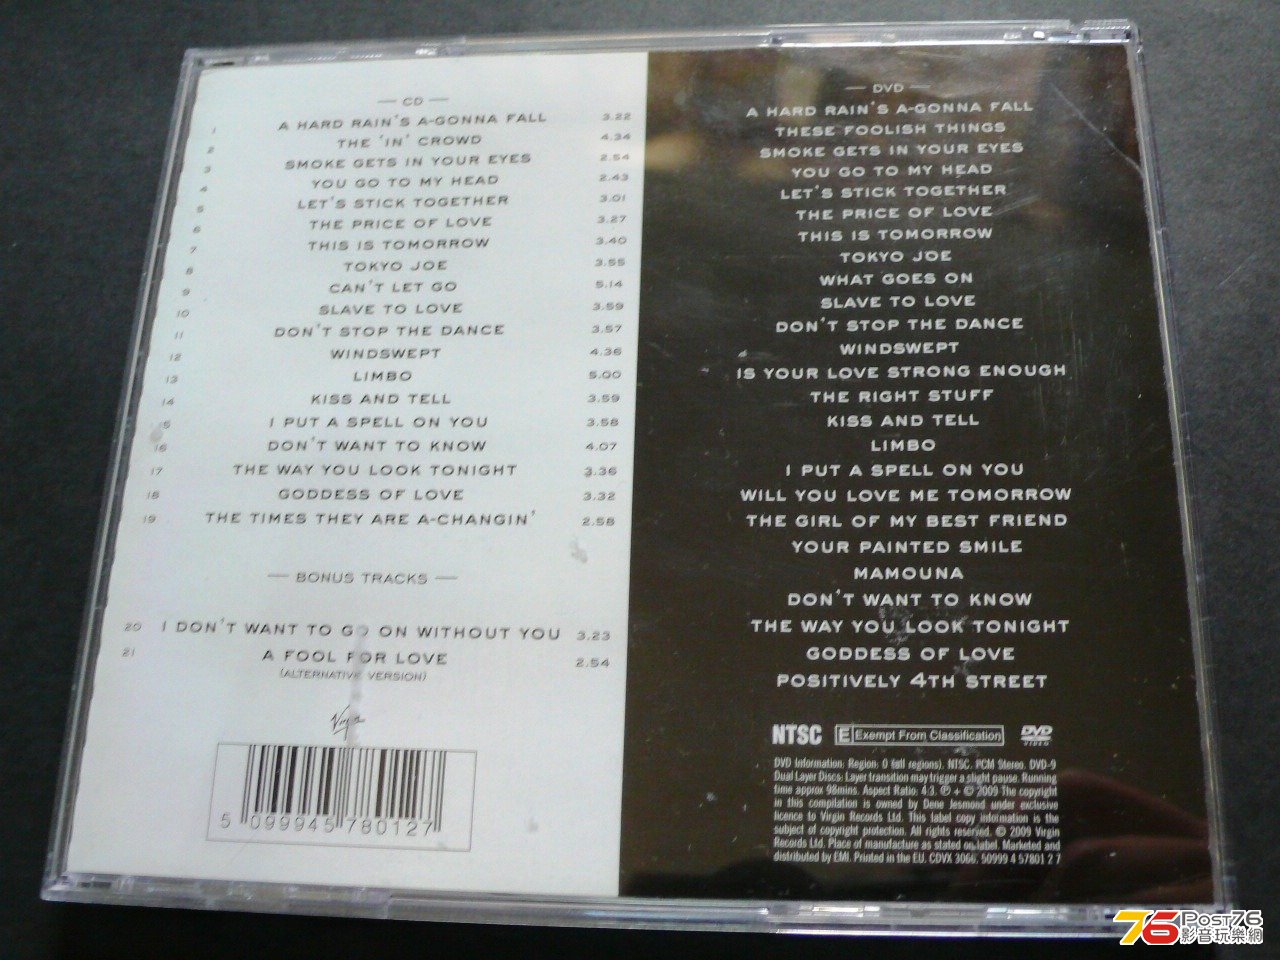 CD
1 A HARD RAIN'S A-GONNA FALL 3.22
2 THE 'IN' CROWD 4.34
3 SMOKE GETS IN YOUR EYES 2.54
4 YOU GO TO MY HEAD 2.43
5 LET'S STICK TOGETHER 3.01
6 THE PRICE OF LOVE 3.27
7 THIS IS TOMORROW 3.40
8 TOKYO JOE 3.55
9 CAN'T LET GO 5.14
10 SLAVE TO LOVE 3.59
11 DON'T STOP THE DANCE 3.57
12 WINDSWEPT 4.36
13 LIMBO 5.00
14 KISS AND TELL 3.59
15 I PUT A SPELL ON YOU 3.58
16 DON'T WANT TO KNOW 4.07
17 THE WAY YOU LOOK TONIGHT 3.36
18 GODDESS OF LOVE 3.32
19 THE TIMES THEY ARE A-CHANGIN' 2.58
BONUS TRACKS
20 I DON'T WANT TO GO ON WITHOUT YOU 3.23
21 A FOOL FOR LOVE 2.54
(ALTERNATIVE VERSION)
Virgin
5 099945 780127
DVD
A HARD RAIN'S A-GONNA FALL
THESE FOOLISH THINGS
SMOKE GETS IN YOUR EYES
YOU GO TO MY HEAD
LET'S STICK TOGETHER
THE PRICE OF LOVE
THIS IS TOMORROW
TOKYO JOE
WHAT GOES ON
SLAVE TO LOVE
DON'T STOP THE DANCE
WINDSWEPT
IS YOUR LOVE STRONG ENOUGH
THE RIGHT STUFF
KISS AND TELL
LIMBO
I PUT A SPELL ON YOU
WILL YOU LOVE ME TOMORROW
THE GIRL OF MY BEST FRIEND
YOUR PAINTED SMILE
MAMOUNA
DON'T WANT TO KNOW
THE WAY YOU LOOK TONIGHT
GODDESS OF LOVE
POSITIVELY 4TH STREET
NTSC E Exempt From Classification DVD VIDEO
DVD Information: Region: 0 (all regions). NTSC. PCM Stereo. DVD-9
Dual Layer Discs: Layer transition may trigger a slight pause. Running
time approx 98mins. Aspect Ratio: 4:3. ℗ + © 2009 The copyright
in this compilation is owned by Dene Jesmond under exclusive
licence to Virgin Records Ltd. This label copy information is the
subject of copyright protection. All rights reserved. © 2009 Virgin
Records Ltd. Place of manufacture as stated on label. Marketed and
distributed by EMI. Printed in the EU. CDVX 3066. 50999 4 57801 2 7
76 Post76
影音玩樂網